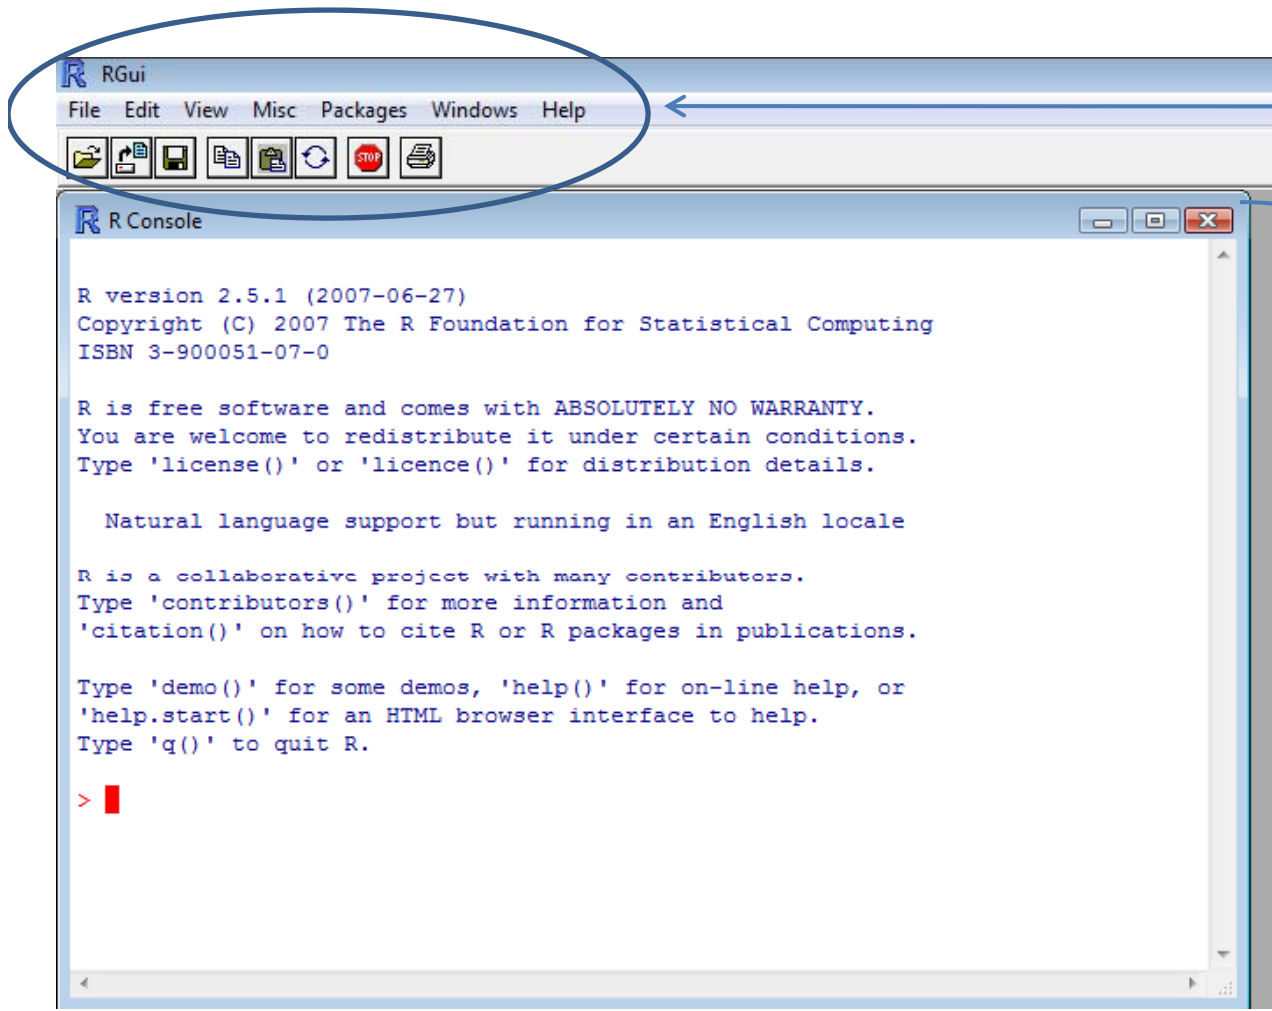 RGui
File Edit View Misc Packages Windows Help
STOP
R Console
R version 2.5.1 (2007-06-27)
Copyright (C) 2007 The R Foundation for Statistical Computing
ISBN 3-900051-07-0
R is free software and comes with ABSOLUTELY NO WARRANTY.
You are welcome to redistribute it under certain conditions.
Type 'license()' or 'licence()' for distribution details.
Natural language support but running in an English locale
R is a collaborative project with many contributors.
Type 'contributors()' for more information and
'citation()' on how to cite R or R packages in publications.
Type 'demo()' for some demos, 'help()' for on-line help, or
'help.start()' for an HTML browser interface to help.
Type 'q()' to quit R.
>